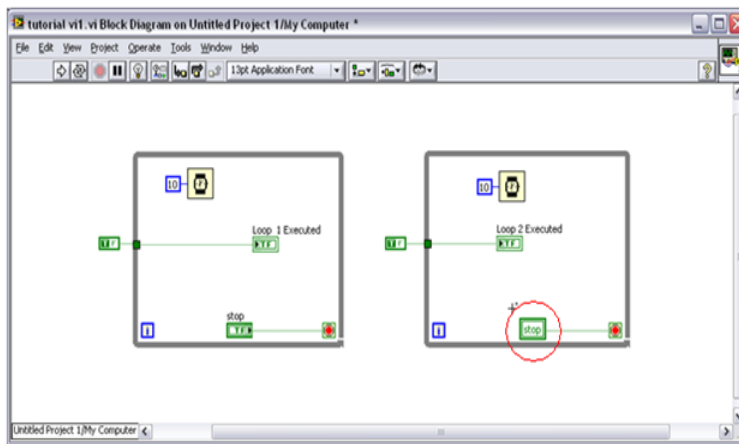 tutorial vi1.vi Block Diagram on Untitled Project 1/My Computer *
File Edit View Project Operate Tools Window Help
13pt Application Font
10
10
Loop 1 Executed
Loop 2 Executed
TF
TF
TF
TF
stop
i
TF
i
stop
Untitled Project 1/My Computer